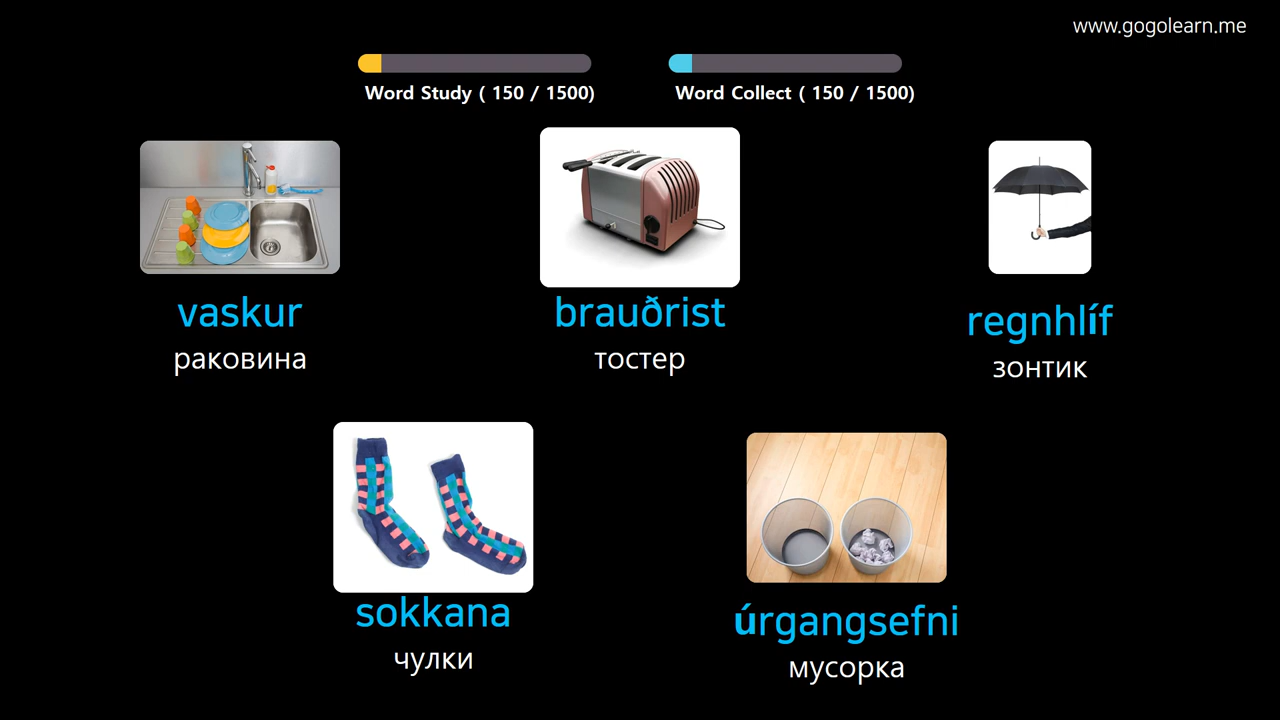 www.gogolearn.me
Word Study ( 150 / 1500)
Word Collect ( 150 / 1500)
vaskur
раковина
brauðrist
тостер
regnhlíf
зонтик
sokkana
чулки
úrgangsefni
мусорка